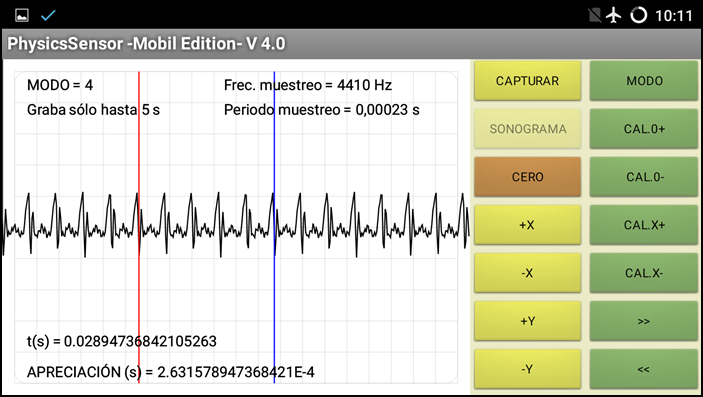 10:11
PhysicsSensor -Mobil Edition- V 4.0
MODO = 4
Frec. muestreo = 4410 Hz
Graba sólo hasta 5 s
Periodo muestreo = 0,00023 s
t(s) = 0.02894736842105263
APRECIACIÓN (s) = 2.631578947368421E-4
CAPTURAR
MODO
SONOGRAMA
CAL.0+
CERO
CAL.0-
+X
CAL.X+
-X
CAL.X-
+Y
>>
-Y
<<